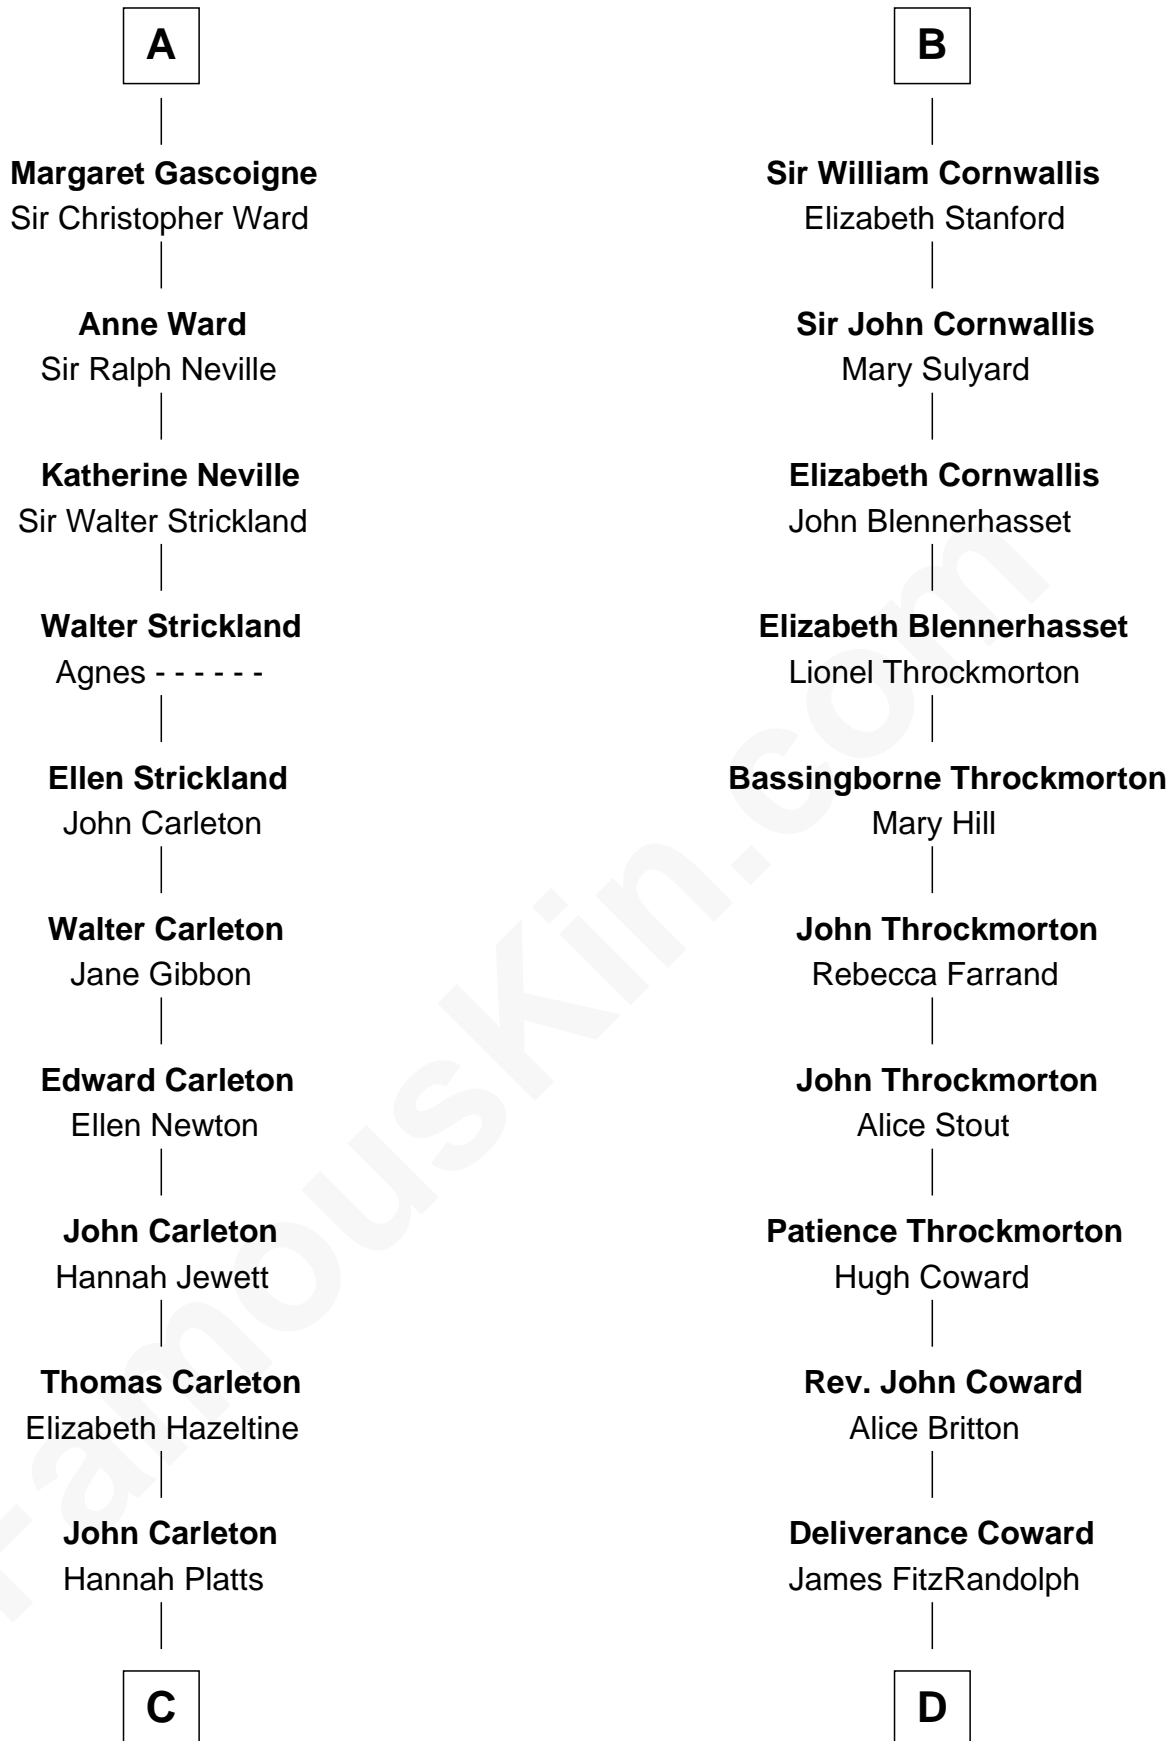 A
Margaret Gascoigne
Sir Christopher Ward
Anne Ward
Sir Ralph Neville
Katherine Neville
Sir Walter Strickland
Walter Strickland
Agnes - - - - - -
Ellen Strickland
John Carleton
Walter Carleton
Jane Gibbon
Edward Carleton
Ellen Newton
John Carleton
Hannah Jewett
Thomas Carleton
Elizabeth Hazeltine
John Carleton
Hannah Platts
C
B
Sir William Cornwallis
Elizabeth Stanford
Sir John Cornwallis
Mary Sulyard
Elizabeth Cornwallis
John Blennerhasset
Elizabeth Blennerhasset
Lionel Throckmorton
Bassingborne Throckmorton
Mary Hill
John Throckmorton
Rebecca Farrand
John Throckmorton
Alice Stout
Patience Throckmorton
Hugh Coward
Rev. John Coward
Alice Britton
Deliverance Coward
James FitzRandolph
D
FamousKin.com